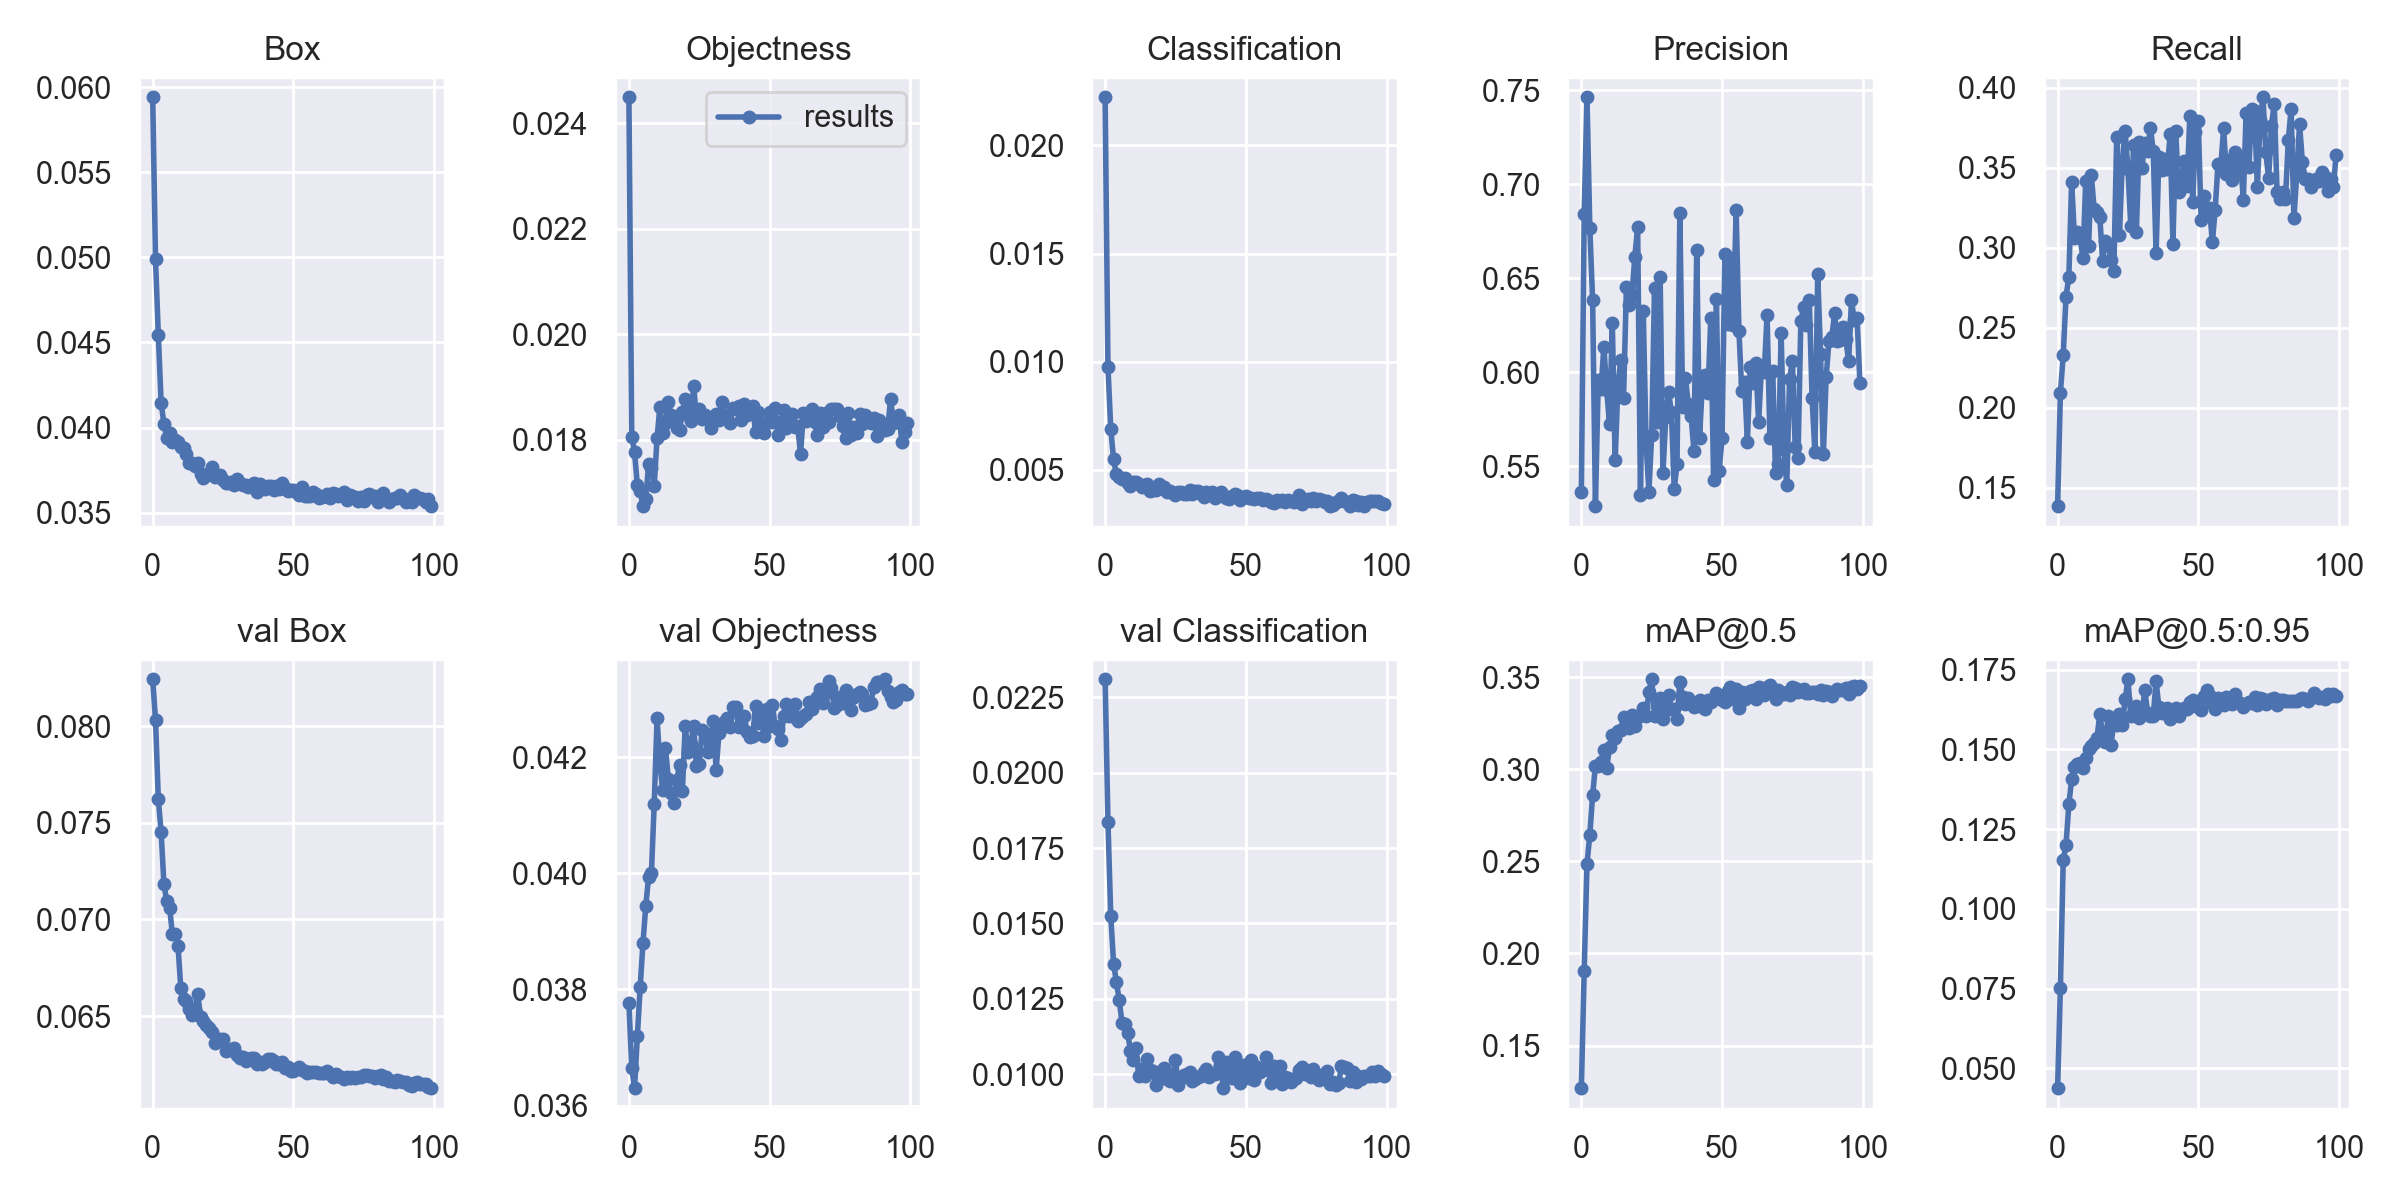 Box
0.060
0.055
0.050
0.045
0.040
0.035
0 50 100
Objectness
results
0.024
0.022
0.020
0.018
0 50 100
Classification
0.020
0.015
0.010
0.005
0 50 100
Precision
0.75
0.70
0.65
0.60
0.55
0 50 100
Recall
0.40
0.35
0.30
0.25
0.20
0.15
0 50 100
val Box
0.080
0.075
0.070
0.065
0 50 100
val Objectness
0.042
0.040
0.038
0.036
0 50 100
val Classification
0.0225
0.0200
0.0175
0.0150
0.0125
0.0100
0 50 100
mAP@0.5
0.35
0.30
0.25
0.20
0.15
0 50 100
mAP@0.5:0.95
0.175
0.150
0.125
0.100
0.075
0.050
0 50 100